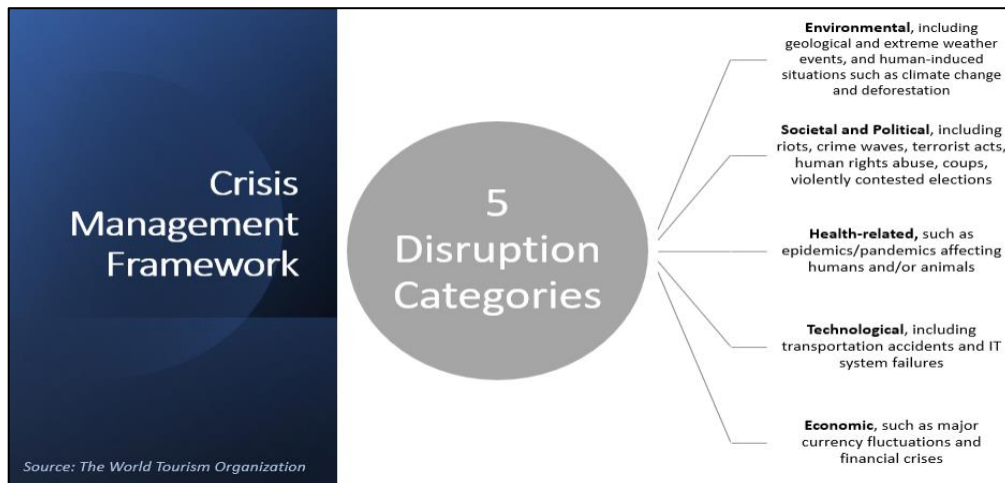 Crisis
Management
Framework
Source: The World Tourism Organization
5
Disruption
Categories
Environmental, including
geological and extreme weather
events, and human-induced
situations such as climate change
and deforestation
Societal and Political, including
riots, crime waves, terrorist acts,
human rights abuse, coups,
violently contested elections
Health-related, such as
epidemics/pandemics affecting
humans and/or animals
Technological, including
transportation accidents and IT
system failures
Economic, such as major
currency fluctuations and
financial crises